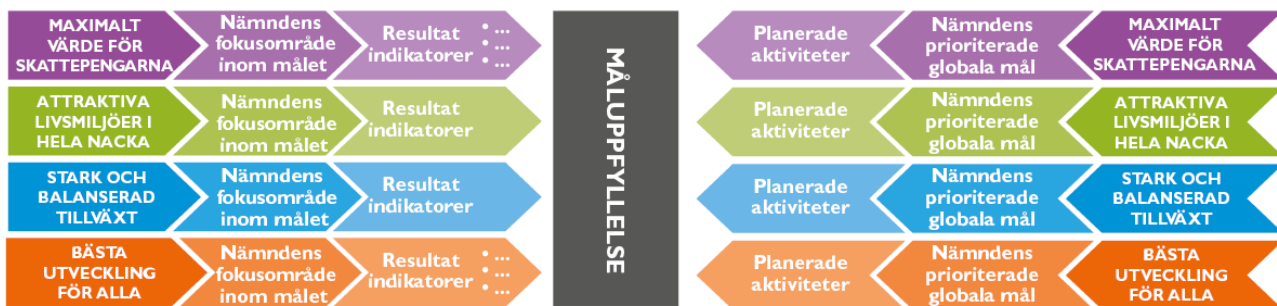 MAXIMALT
VÄRDE FÖR
SKATTEPENGARNA
Nämndens
fokusområde
inom målet
Resultat
indikatorer
• ...
• ...
ATTRAKTIVA
LIVSMILJÖER I
HELA NACKA
Nämndens
fokusområde
inom målet
Resultat
indikatorer
STARK OCH
BALANSERAD
TILLVÄXT
Nämndens
fokusområde
inom målet
Resultat
indikatorer
BÄSTA
UTVECKLING
FÖR ALLA
Nämndens
fokusområde
inom målet
Resultat
indikatorer
• ...
• ...
MÅLUPPFYLLELSE
Planerade
aktiviteter
Nämndens
prioriterade
globala mål
MAXIMALT
VÄRDE FÖR
SKATTEPENGARNA
Planerade
aktiviteter
Nämndens
prioriterade
globala mål
ATTRAKTIVA
LIVSMILJÖER I
HELA NACKA
Planerade
aktiviteter
Nämndens
prioriterade
globala mål
STARK OCH
BALANSERAD
TILLVÄXT
Planerade
aktiviteter
Nämndens
prioriterade
globala mål
BÄSTA
UTVECKLING
FÖR ALLA